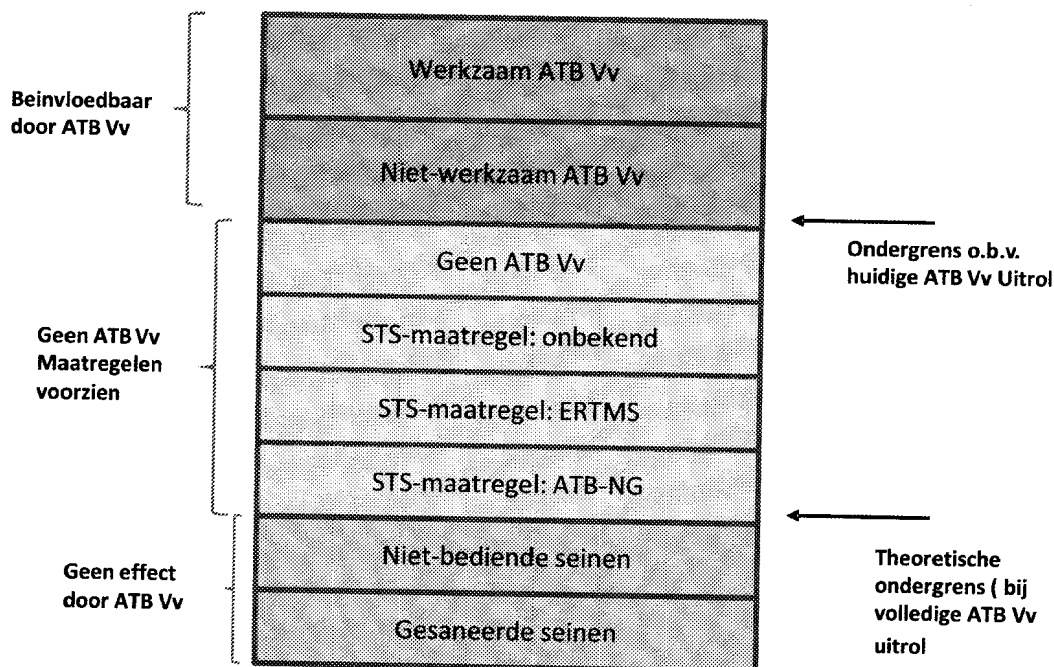 Beinvloedbaar
door ATB Vv
Werkzaam ATB Vv
Niet-werkzaam ATB Vv
Ondergrens o.b.v.
huidige ATB Vv Uitrol
Geen ATB Vv
Maatregelen
voorzien
Geen ATB Vv
STS-maatregel: onbekend
STS-maatregel: ERTMS
STS-maatregel: ATB-NG
Geen effect
door ATB Vv
Niet-bediende seinen
Gesaneerde seinen
Theoretische
ondergrens ( bij
volledige ATB Vv
uitrol